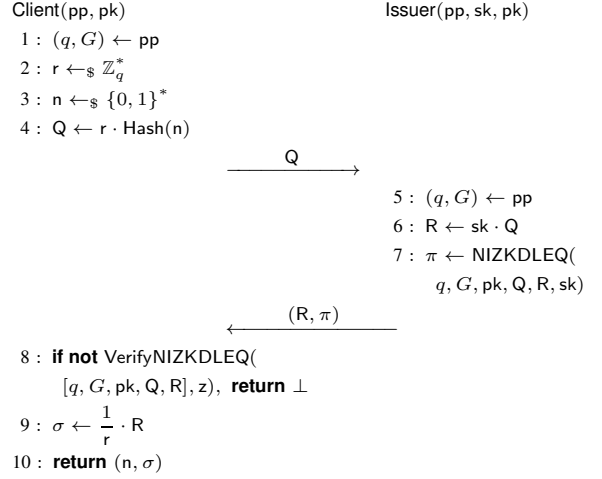 Client(pp, pk)
Issuer(pp, sk, pk)
1 : (q, G) ← pp
2 : r ←$ ℤ*q
3 : n ←$ {0, 1}*
4 : Q ← r · Hash(n)
Q
5 : (q, G) ← pp
6 : R ← sk · Q
7 : π ← NIZKDLEQ(
q, G, pk, Q, R, sk)
(R, π)
8 : if not VerifyNIZKDLEQ(
[q, G, pk, Q, R], z), return ⊥
9 : σ ← 1/r · R
10 : return (n, σ)